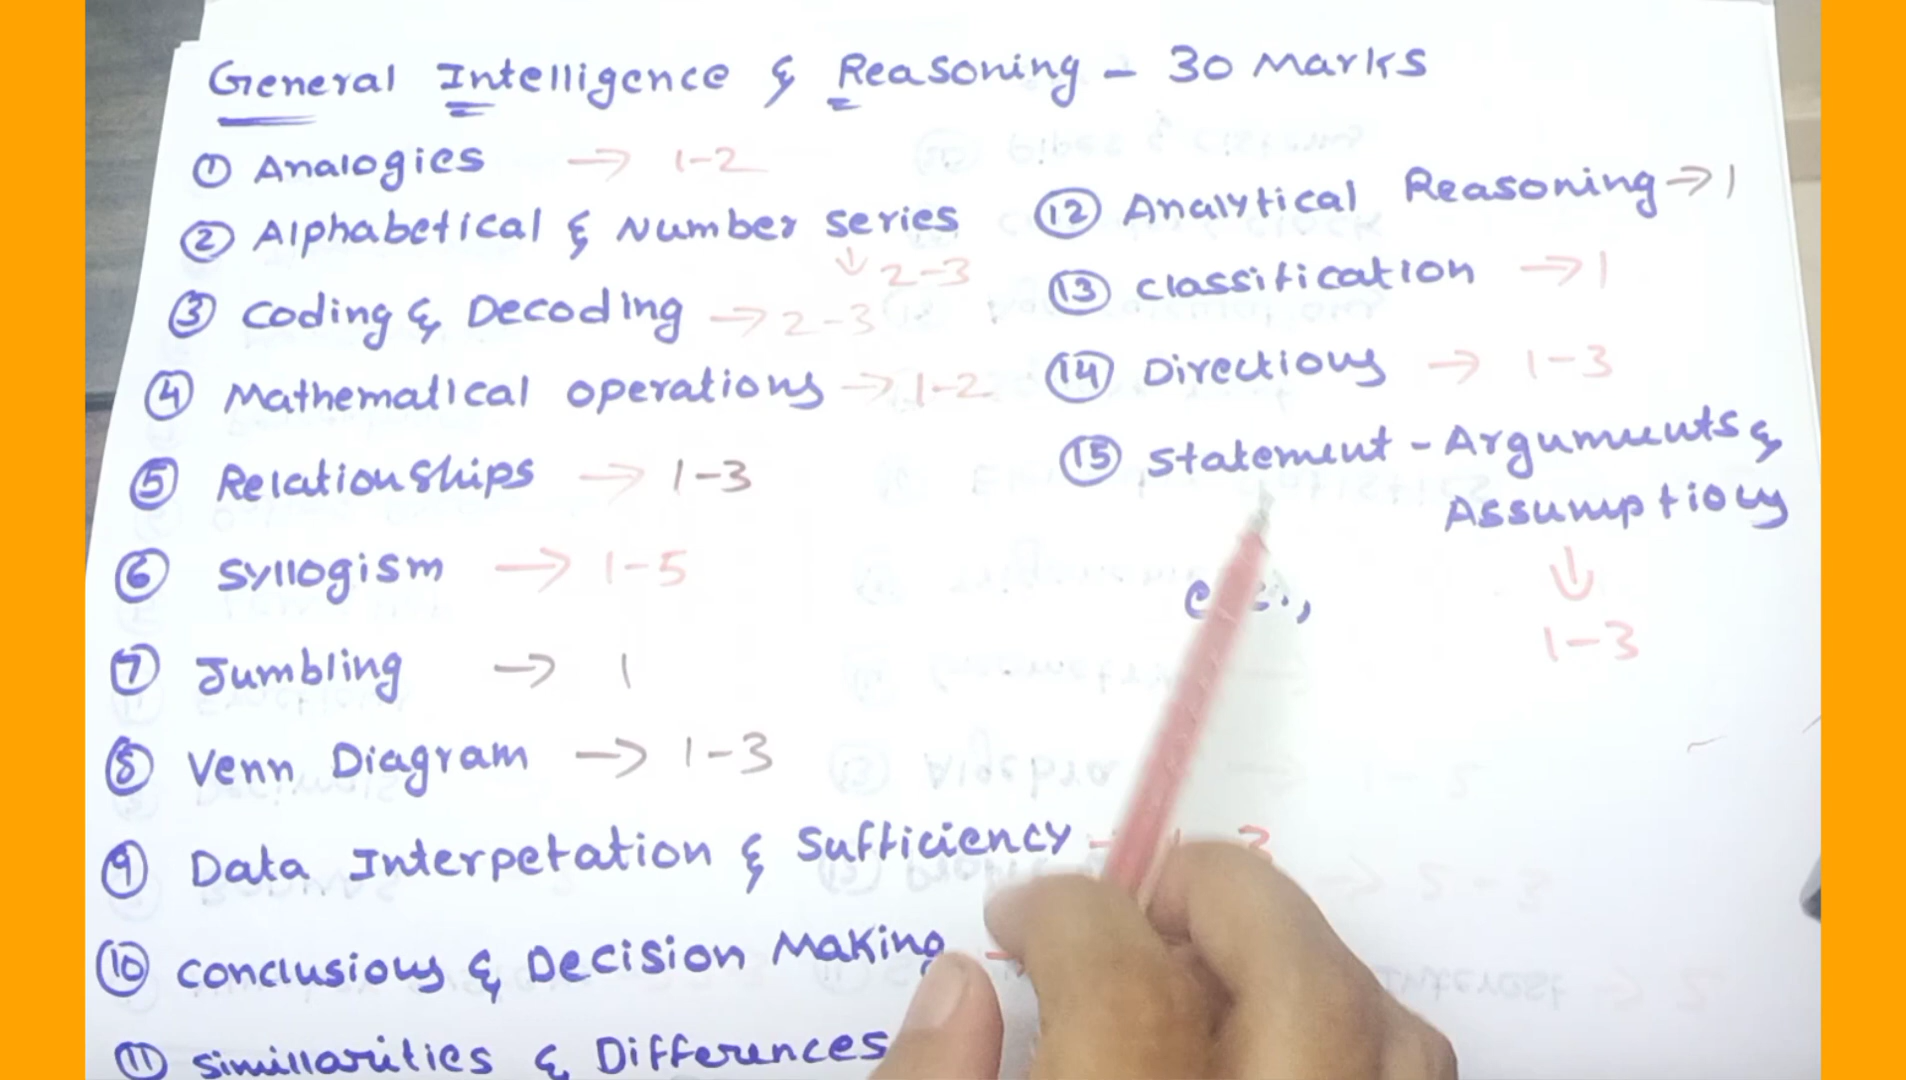 General Intelligence & Reasoning - 30 Marks
① Analogies → 1-2
② Alphabetical & Number series
↓ 2-3
③ Coding & Decoding → 2-3
④ Mathematical operations → 1-2
⑤ Relationships → 1-3
⑥ Syllogism → 1-5
⑦ Jumbling → 1
⑧ Venn Diagram → 1-3
⑨ Data Interpetation & Sufficiency
⑩ Conclusions & Decision Making
⑪ Simillarities & Differences
⑫ Analytical Reasoning → 1
⑬ Classification → 1
⑭ Directions → 1-3
⑮ Statement - Arguments &
Assumptions
↓
1-3